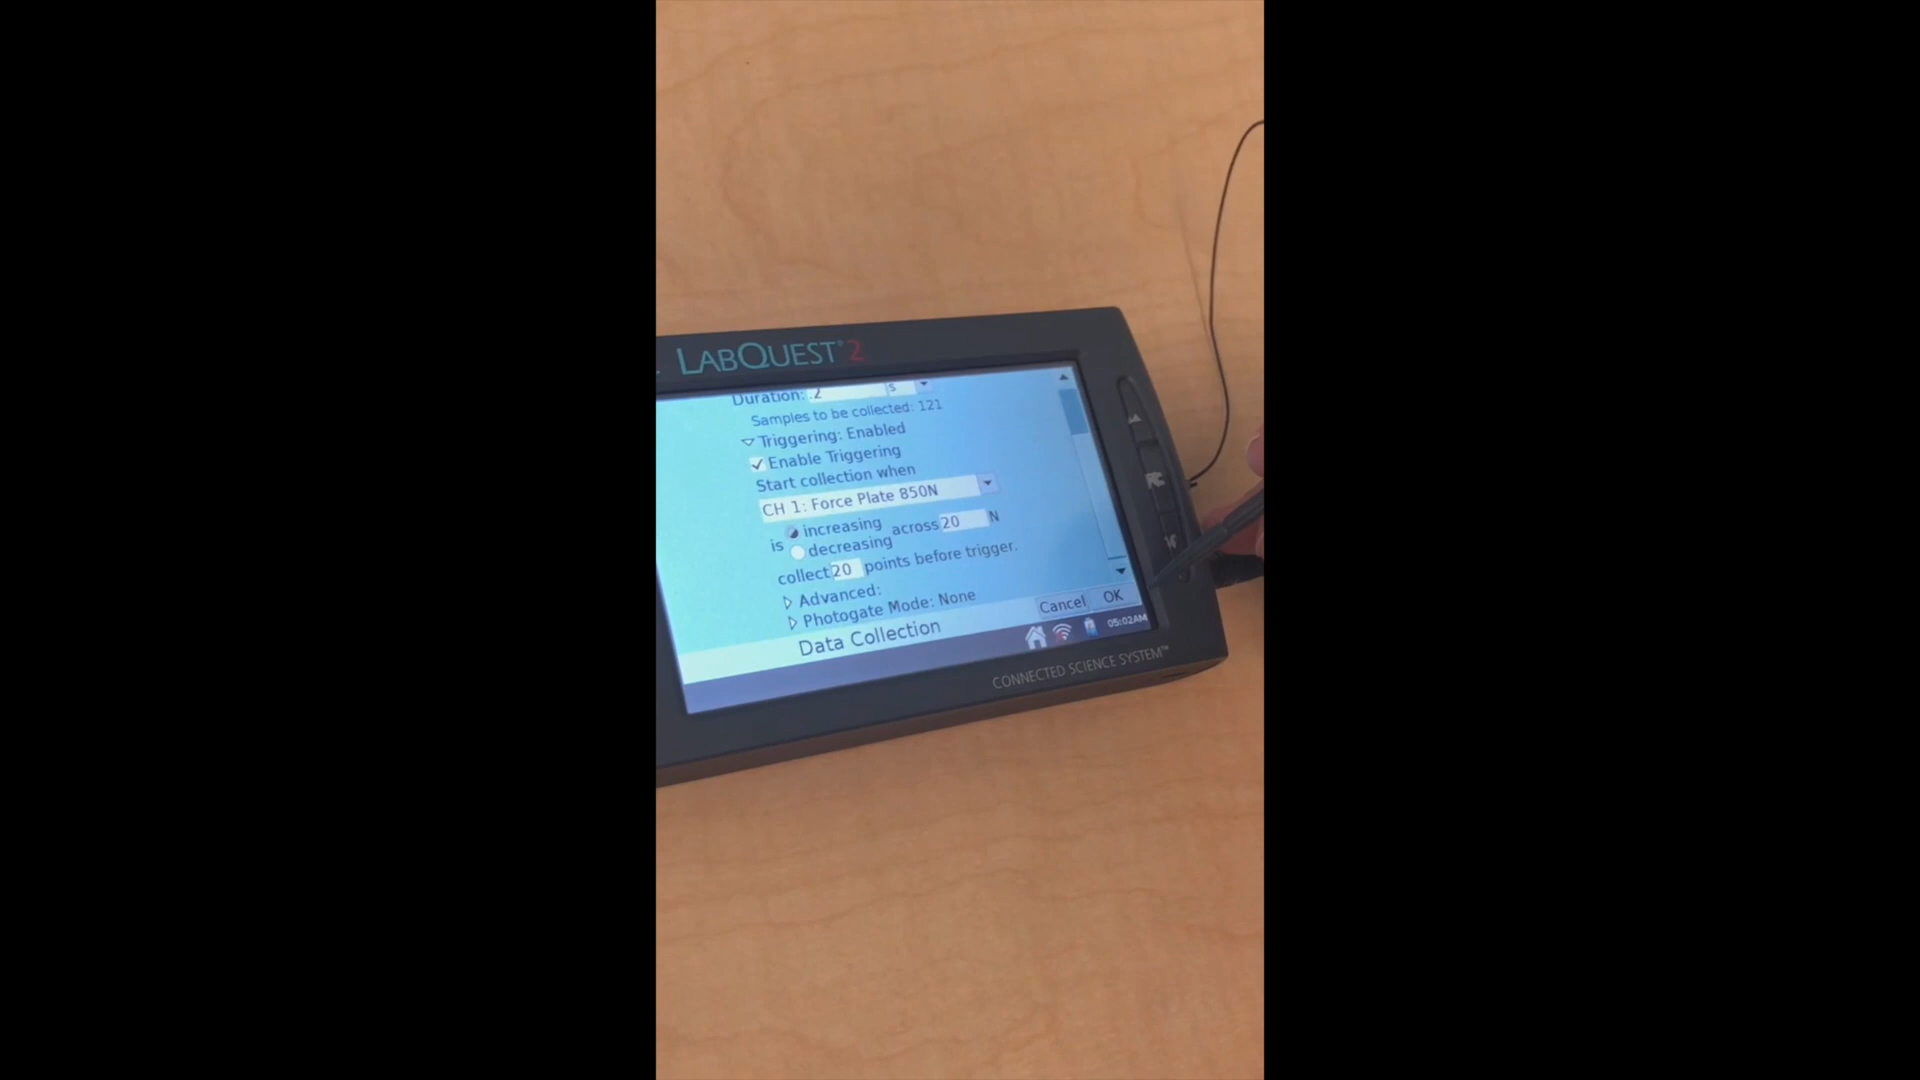 LABQUEST® 2
Duration: .2 s
Samples to be collected: 121
Triggering: Enabled
Enable Triggering
Start collection when
CH 1: Force Plate 850N
is increasing across 20 N
decreasing
collect 20 points before trigger.
Advanced:
Photogate Mode: None
Cancel OK
Data Collection
05:02AM
CONNECTED SCIENCE SYSTEM™